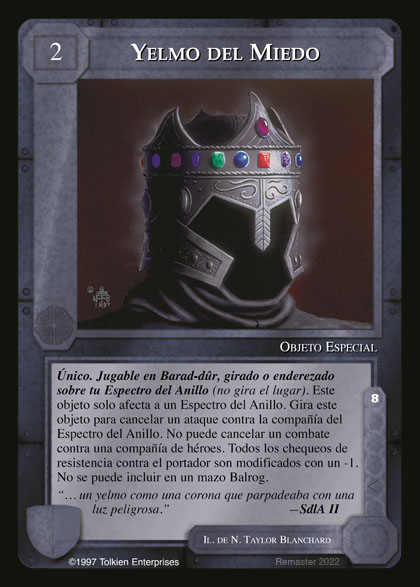 2
Yelmo del Miedo
Objeto Especial
Único. Jugable en Barad-dûr, girado o enderezado
sobre tu Espectro del Anillo (no gira el lugar). Este
objeto solo afecta a un Espectro del Anillo. Gira este
objeto para cancelar un ataque contra la compañía del
Espectro del Anillo. No puede cancelar un combate
contra una compañía de héroes. Todos los chequeos de
resistencia contra el portador son modificados con un -1.
No se puede incluir en un mazo Balrog.
8
“…un yelmo como una corona que parpadeaba con una
luz peligrosa.” —SdlA II
Il. de N. Taylor Blanchard
©1997 Tolkien Enterprises
Remaster 2022